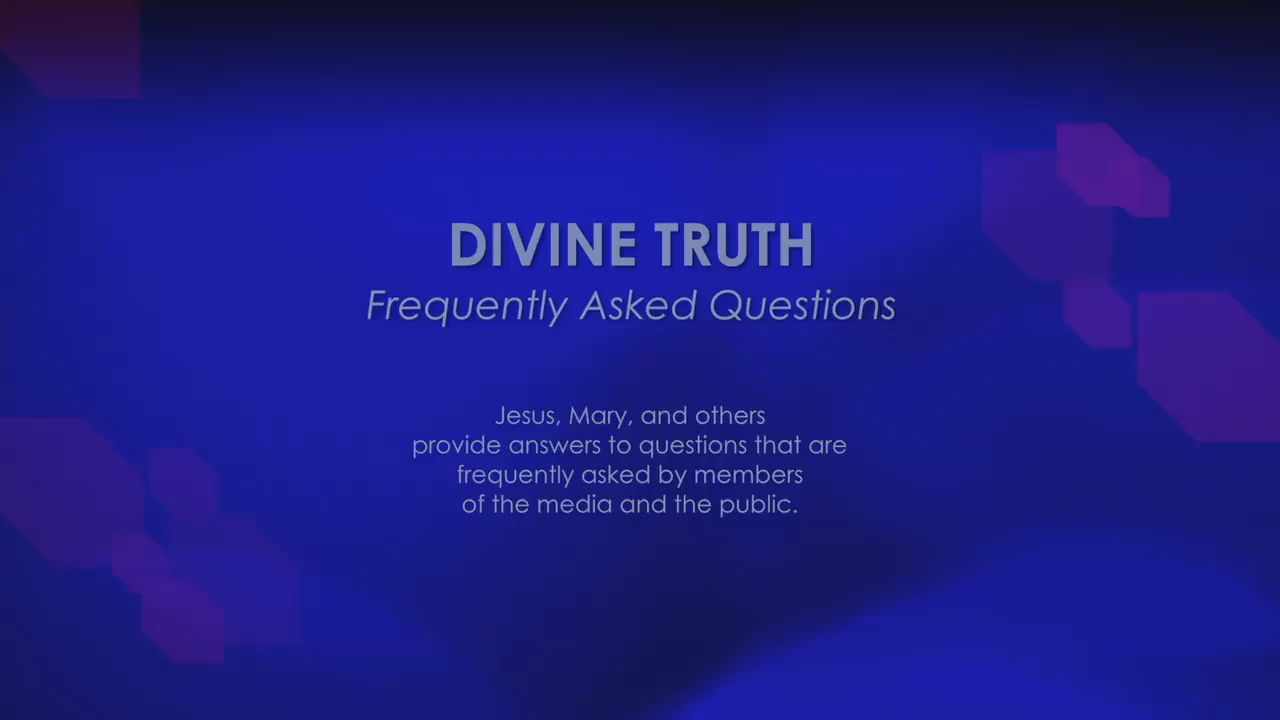 DIVINE TRUTH
Frequently Asked Questions
Jesus, Mary, and others
provide answers to questions that are
frequently asked by members
of the media and the public.